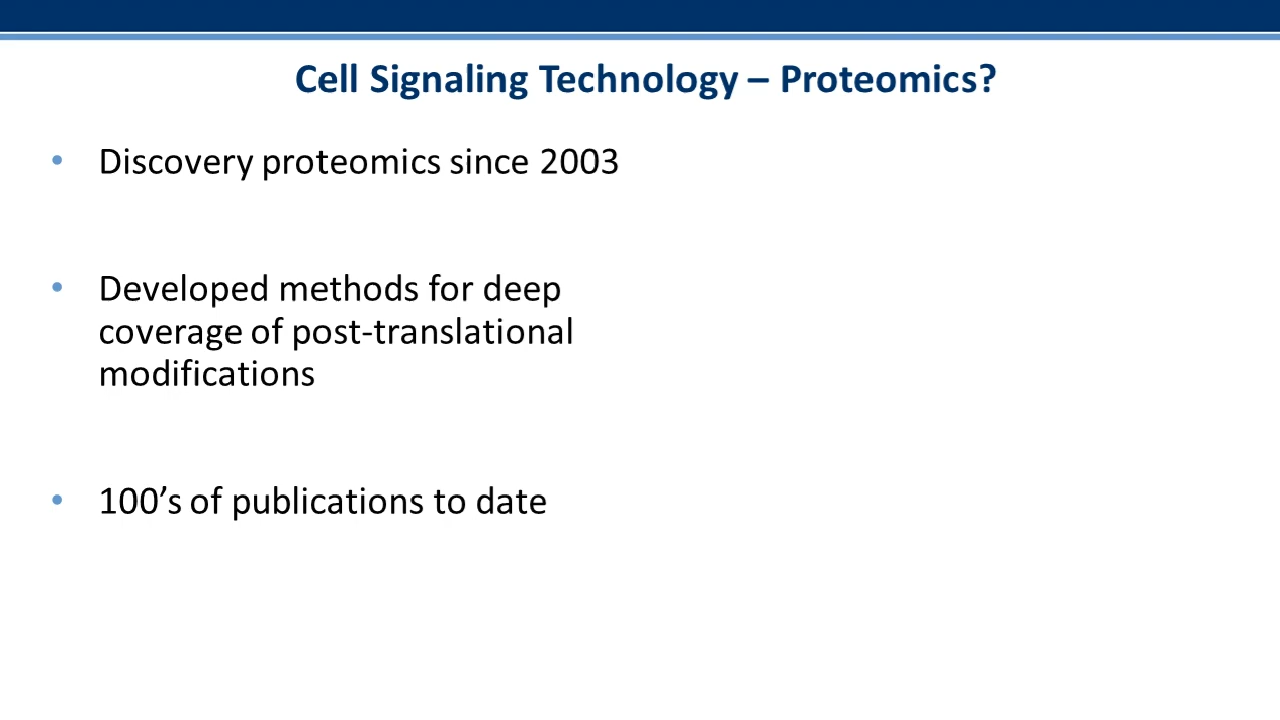 Cell Signaling Technology – Proteomics?
• Discovery proteomics since 2003
• Developed methods for deep
coverage of post-translational
modifications
• 100’s of publications to date